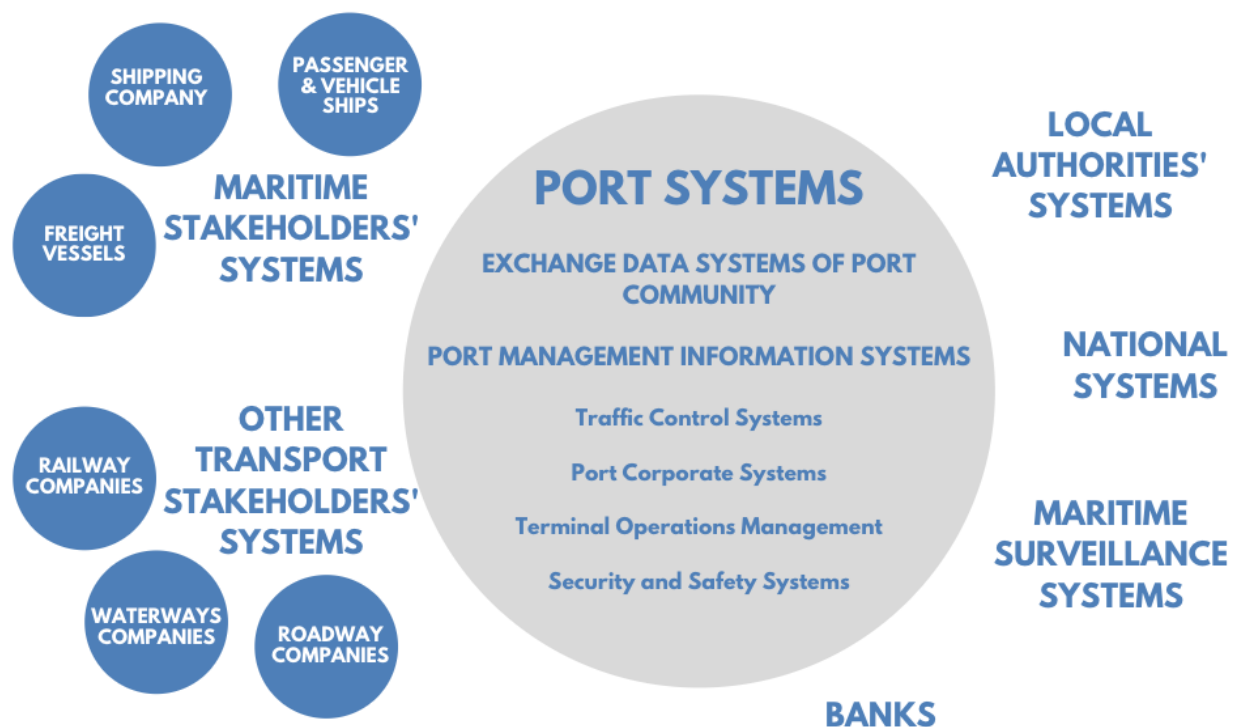 SHIPPING
COMPANY
PASSENGER
& VEHICLE
SHIPS
FREIGHT
VESSELS
MARITIME
STAKEHOLDERS'
SYSTEMS
OTHER
TRANSPORT
STAKEHOLDERS'
SYSTEMS
RAILWAY
COMPANIES
WATERWAYS
COMPANIES
ROADWAY
COMPANIES
PORT SYSTEMS
EXCHANGE DATA SYSTEMS OF PORT
COMMUNITY
PORT MANAGEMENT INFORMATION SYSTEMS
Traffic Control Systems
Port Corporate Systems
Terminal Operations Management
Security and Safety Systems
LOCAL
AUTHORITIES'
SYSTEMS
NATIONAL
SYSTEMS
MARITIME
SURVEILLANCE
SYSTEMS
BANKS